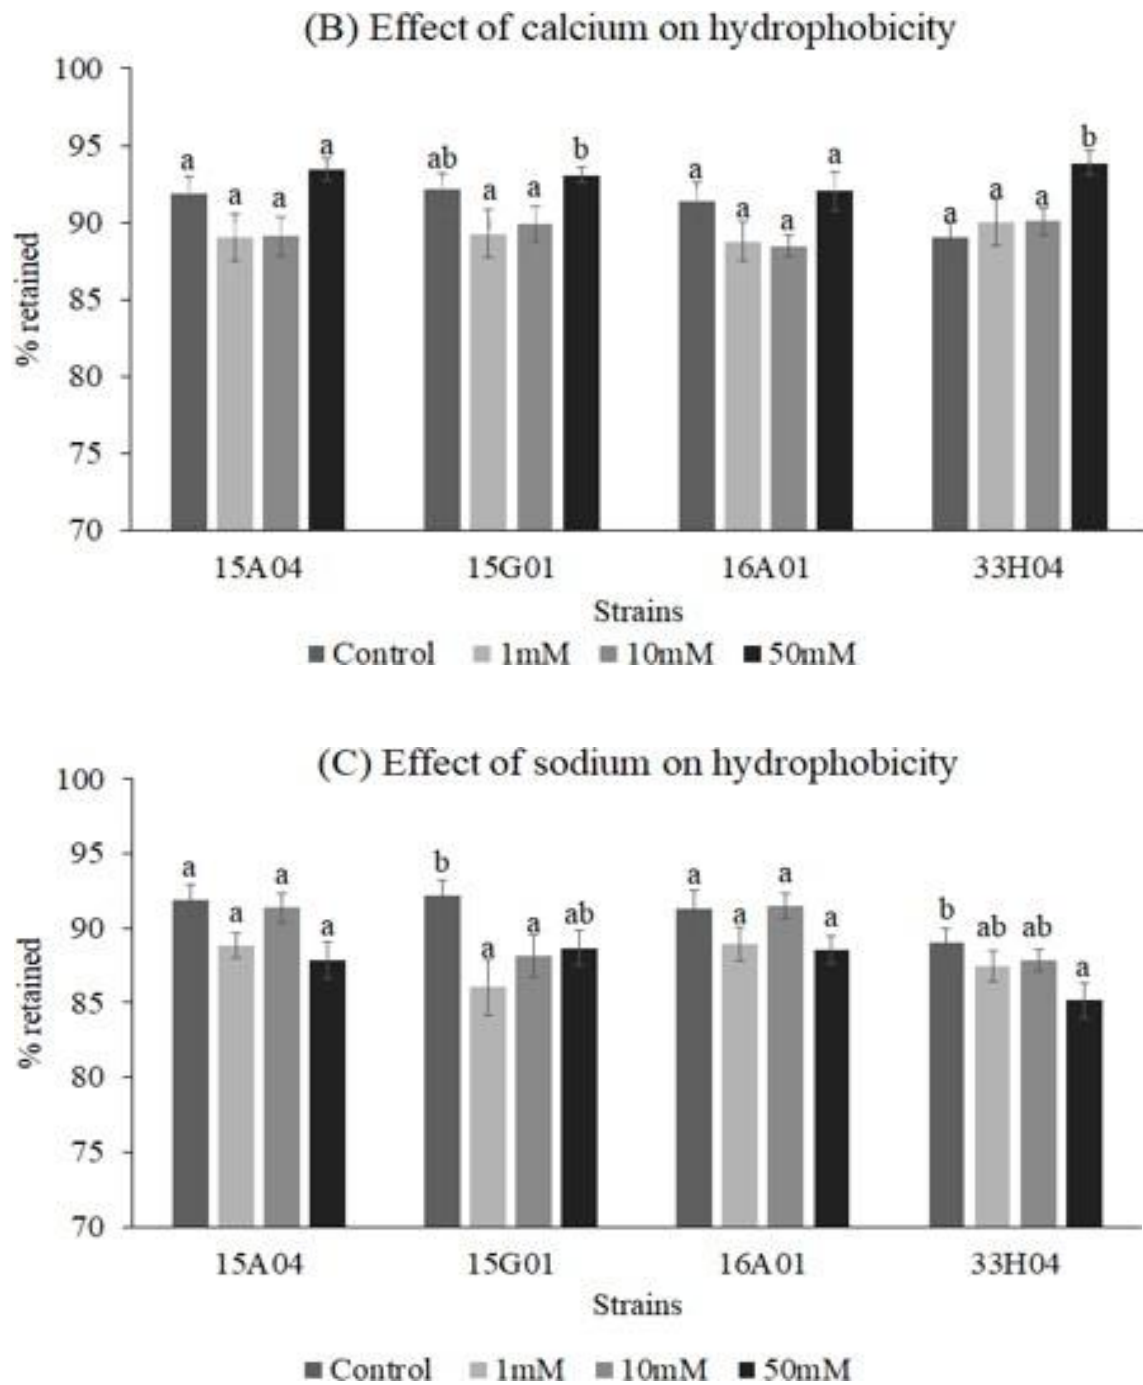 (B) Effect of calcium on hydrophobicity
100
95
90
85
80
75
70
% retained
a a a a ab a a b a a a a a a a b
15A04 15G01 16A01 33H04
Strains
Control 1mM 10mM 50mM
(C) Effect of sodium on hydrophobicity
100
95
90
85
80
75
70
% retained
a a a a b a a ab a a a a b ab ab a
15A04 15G01 16A01 33H04
Strains
Control 1mM 10mM 50mM